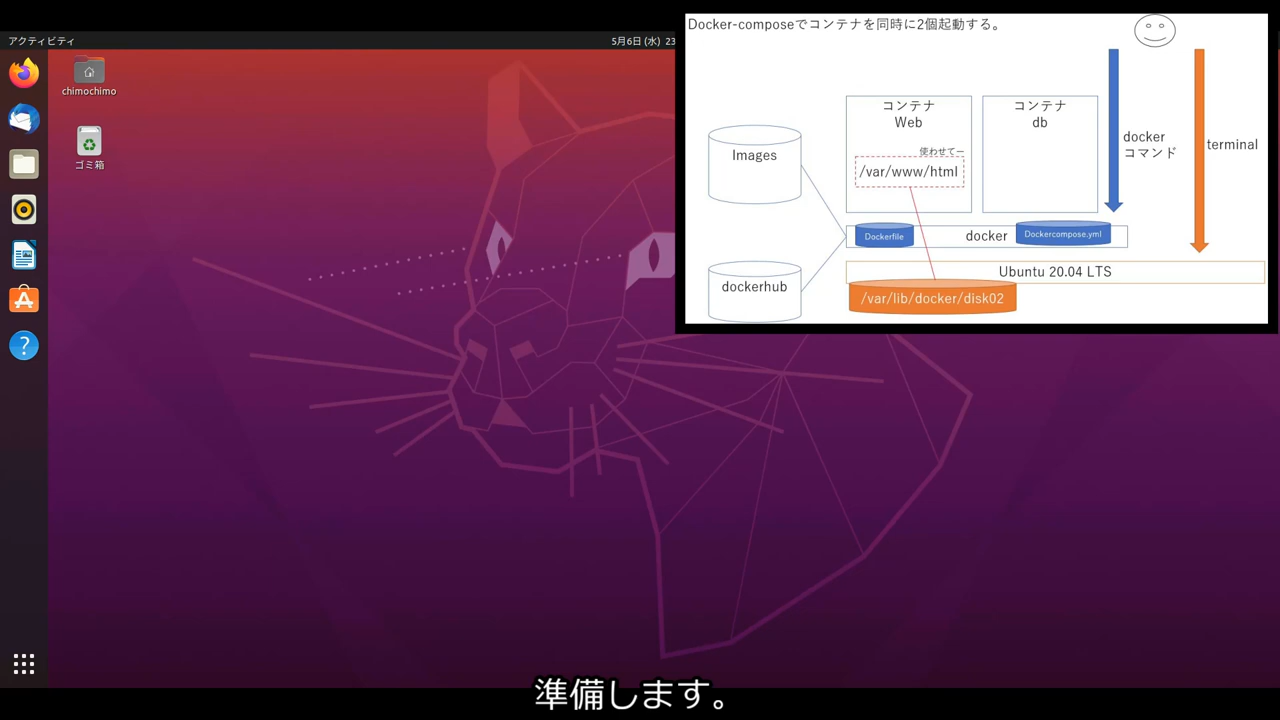 アクティビティ
5月6日 (水) 23
chimochimo
ゴミ箱
Docker-composeでコンテナを同時に2個起動する。
コンテナ
Web
コンテナ
db
使わせてー
/var/www/html
Images
docker
コマンド
terminal
Dockerfile
docker
Dockercompose.yml
dockerhub
Ubuntu 20.04 LTS
/var/lib/docker/disk02
準備します。